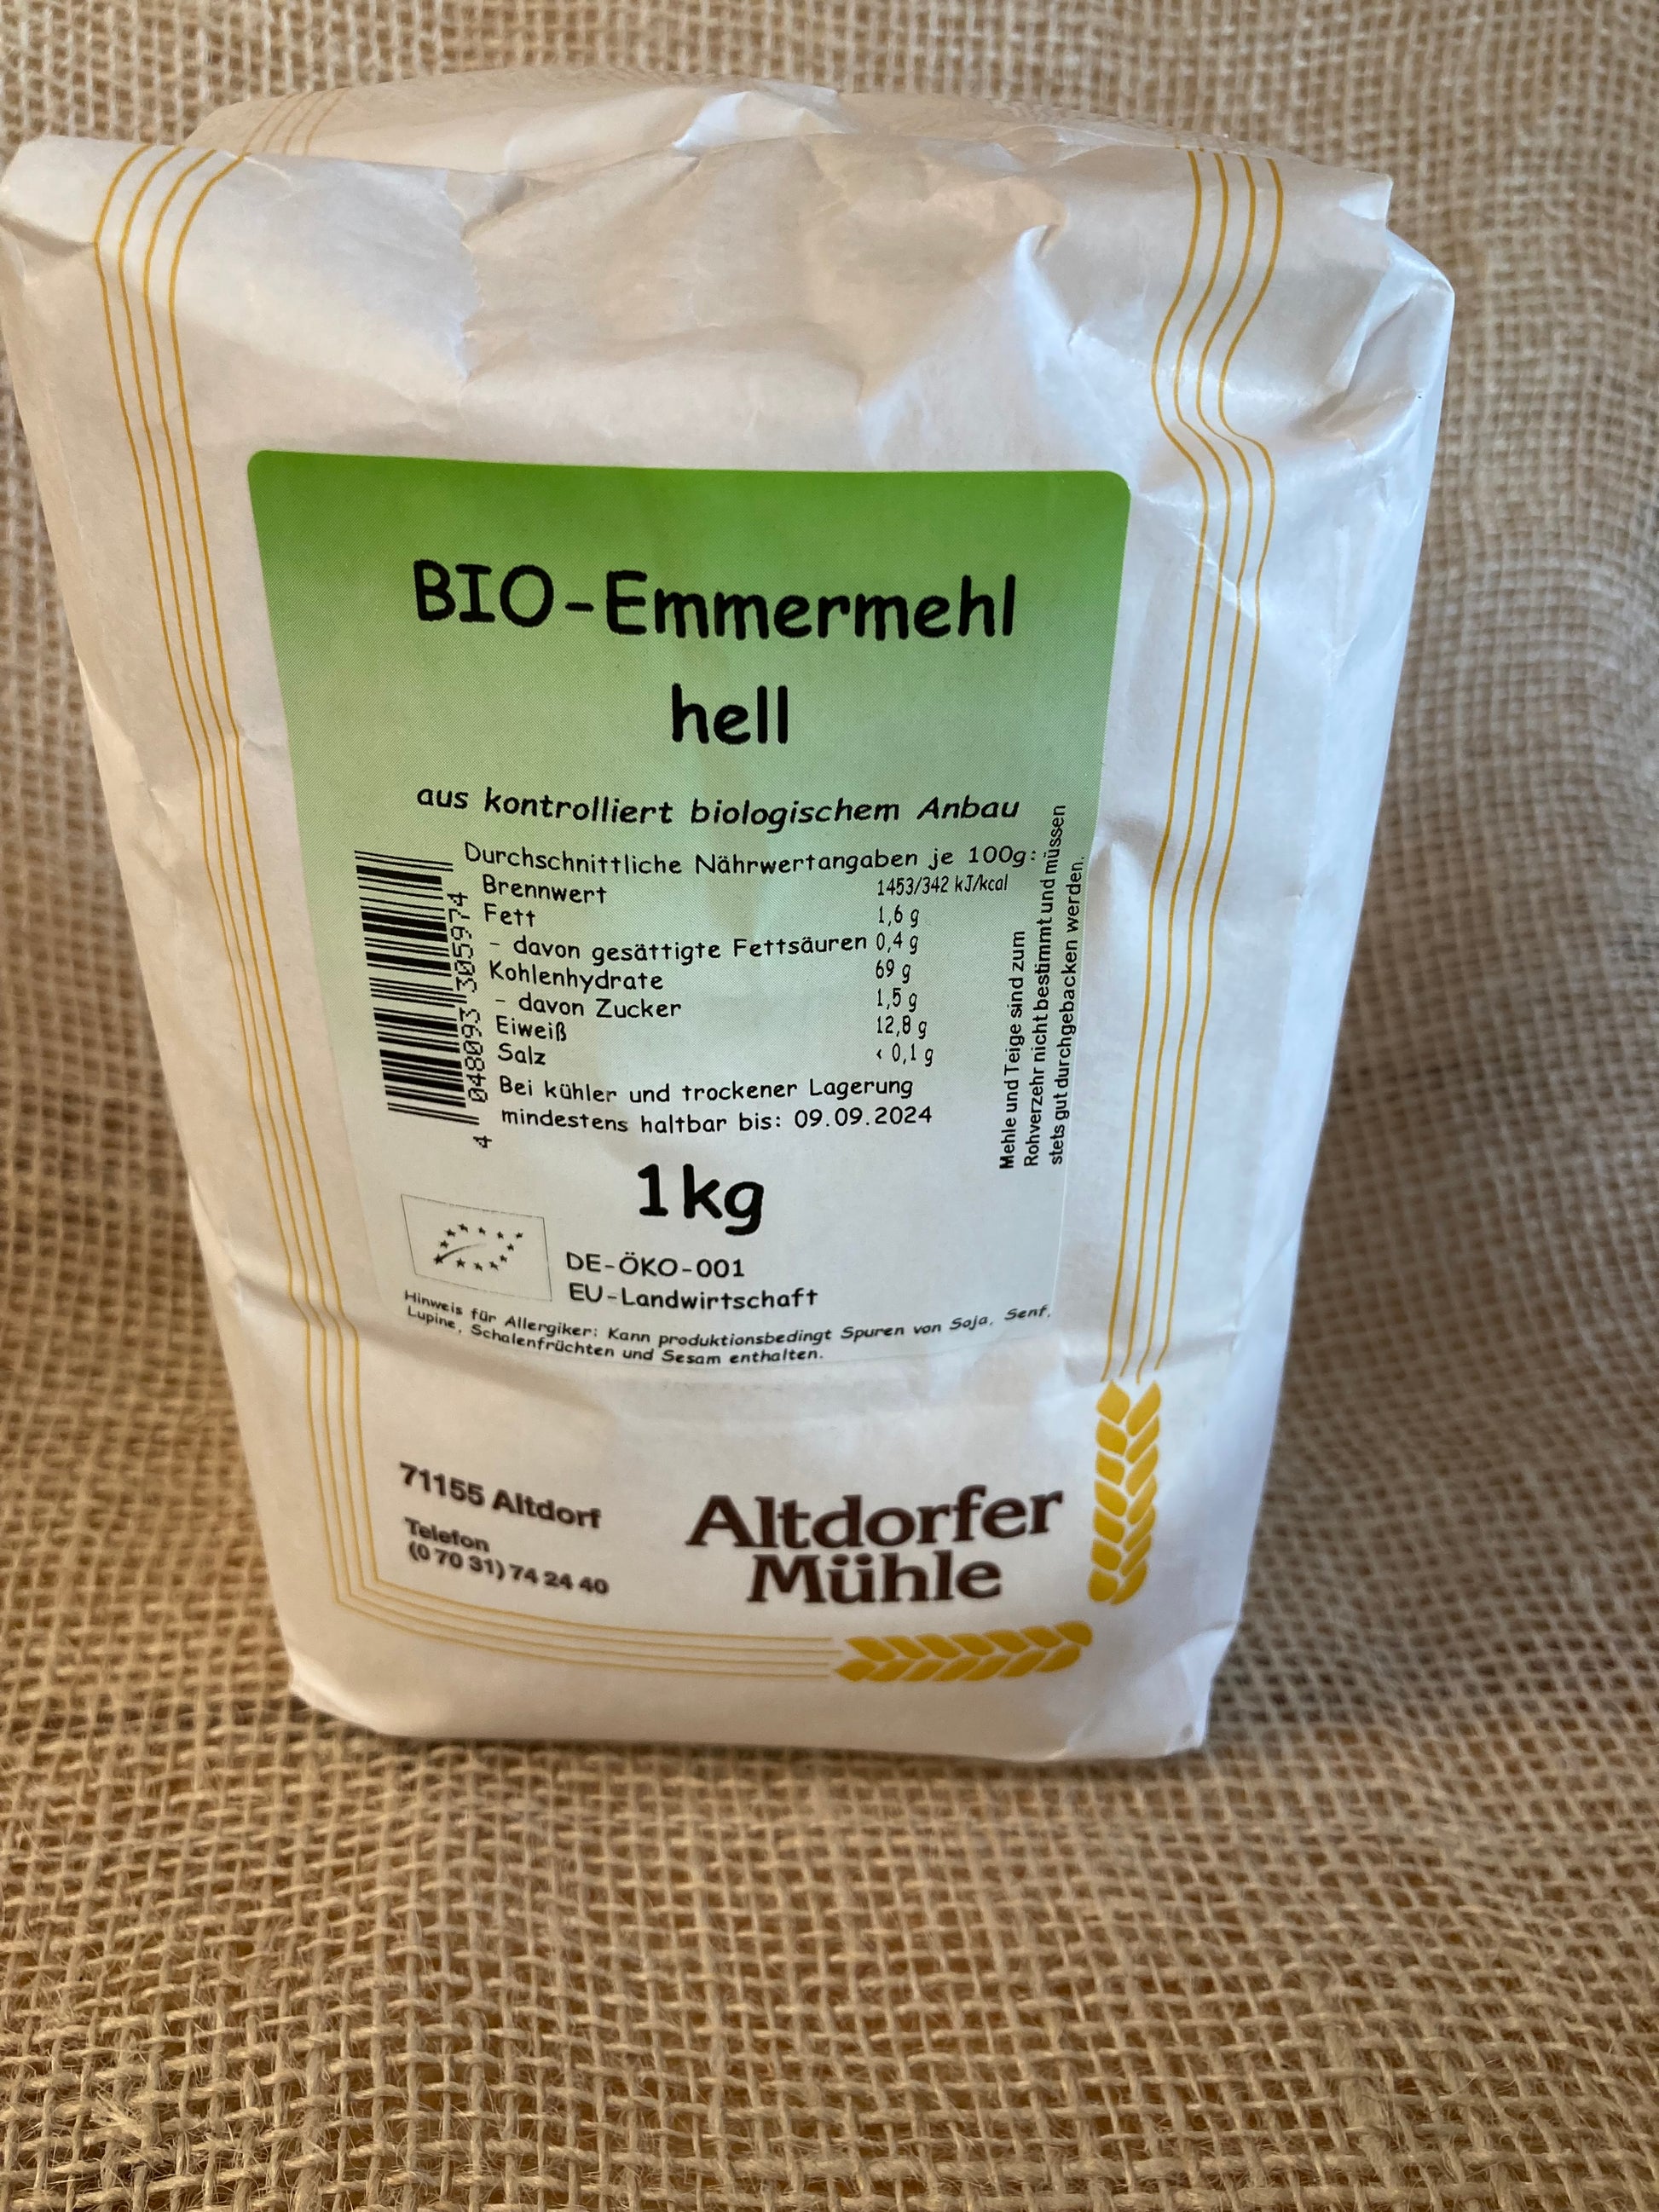 BIO-Emmermehl
hell
aus kontrolliert biologischem Anbau
Durchschnittliche Nährwertangaben je 100g:
Brennwert 1453/342 kJ/kcal
Fett 1,6 g
- davon gesättigte Fettsäuren 0,4 g
Kohlenhydrate 69 g
- davon Zucker 1,5 g
Eiweiß 12,8 g
Salz < 0,1 g
Bei kühler und trockener Lagerung
mindestens haltbar bis: 09.09.2024
4 048093 305974
Mehle und Teige sind zum
Rohverzehr nicht bestimmt und müssen
stets gut durchgebacken werden.
1kg
DE-ÖKO-001
EU-Landwirtschaft
Hinweis für Allergiker: Kann produktionsbedingt Spuren von Soja, Senf,
Lupine, Schalenfrüchten und Sesam enthalten.
71155 Altdorf
Telefon
(0 70 31) 74 24 40
Altdorfer
Mühle